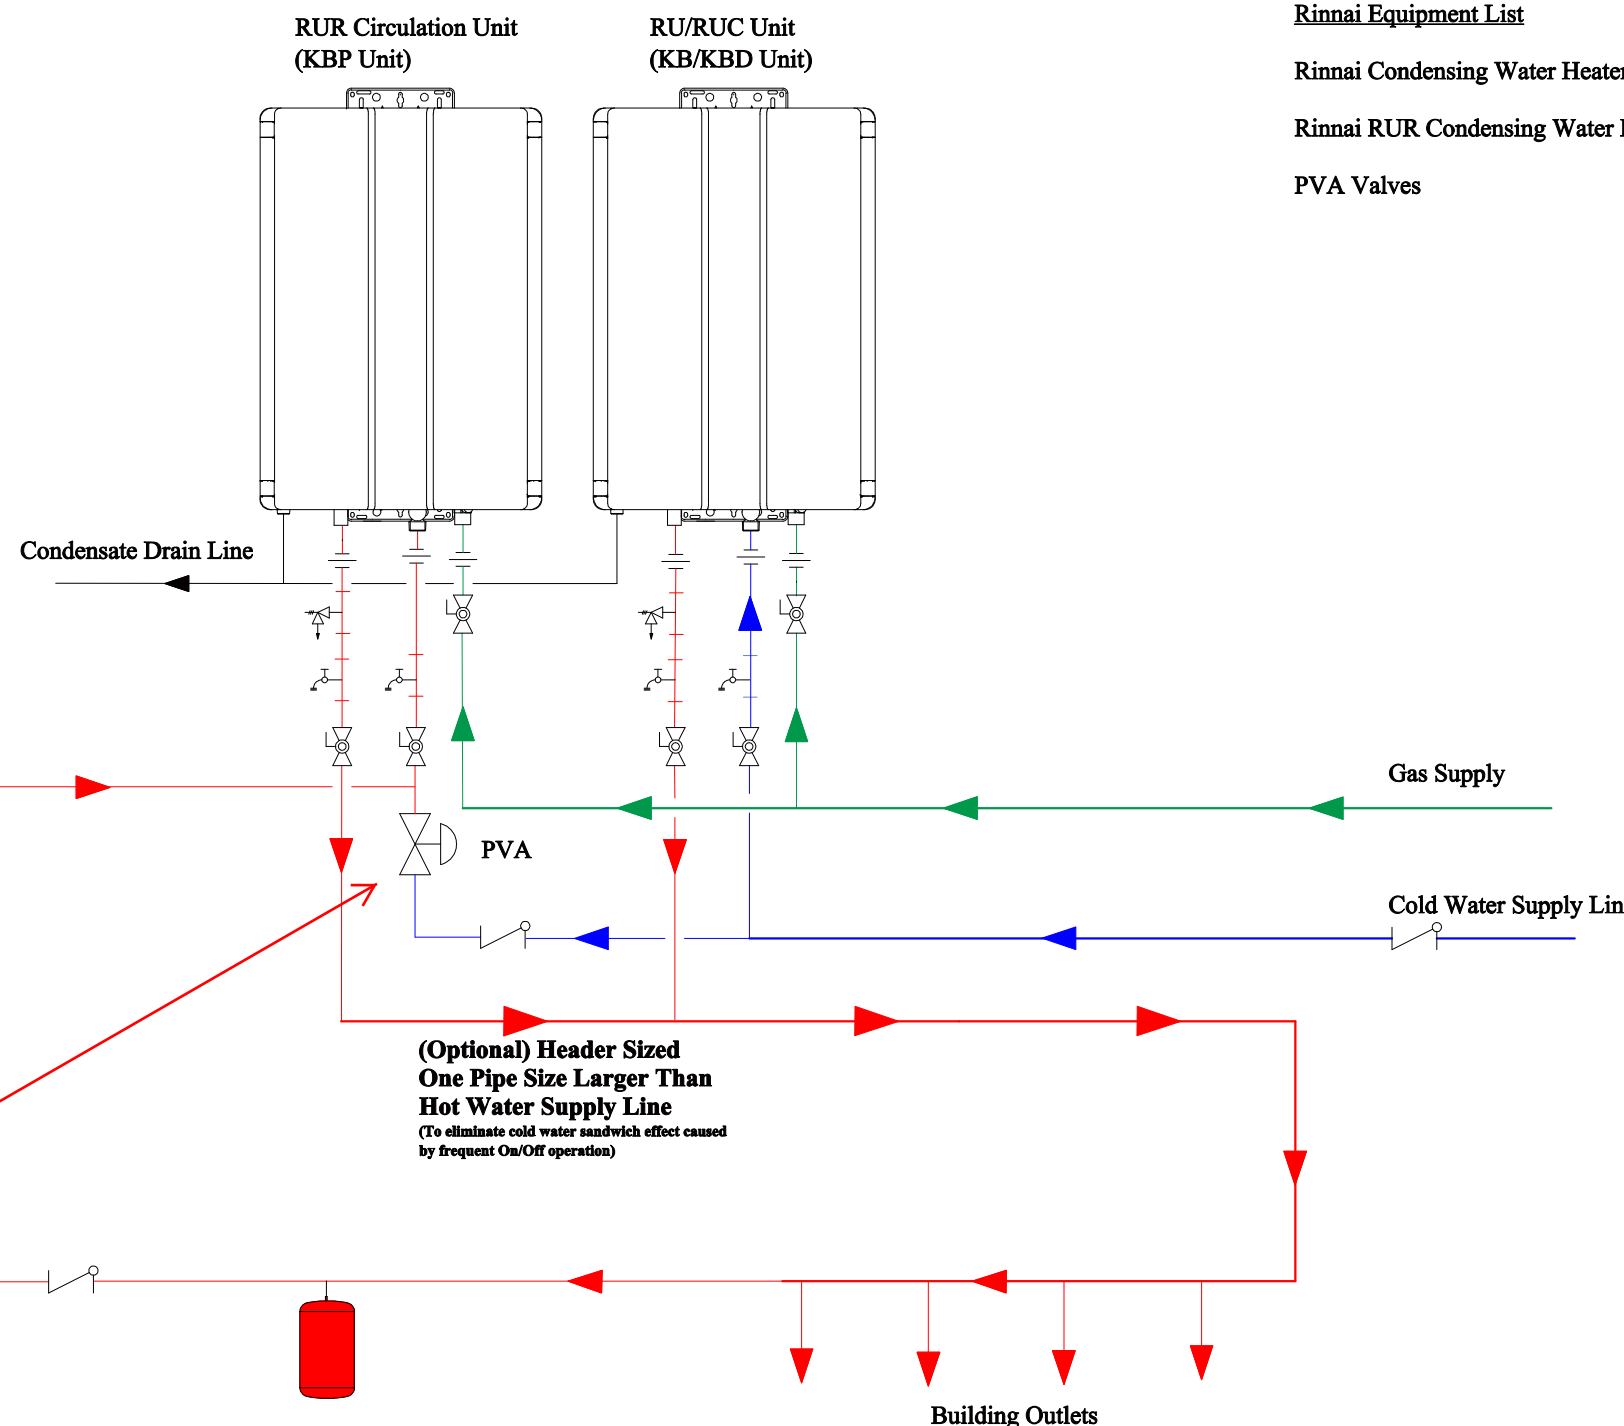 RUR Circulation Unit
(KBP Unit)
RU/RUC Unit
(KB/KBD Unit)
Rinnai Equipment List
Rinnai Condensing Water Heater
Rinnai RUR Condensing Water
PVA Valves
Condensate Drain Line
Gas Supply
PVA
Cold Water Supply Lin
(Optional) Header Sized
One Pipe Size Larger Than
Hot Water Supply Line
(To eliminate cold water sandwich effect caused
by frequent On/Off operation)
Building Outlets